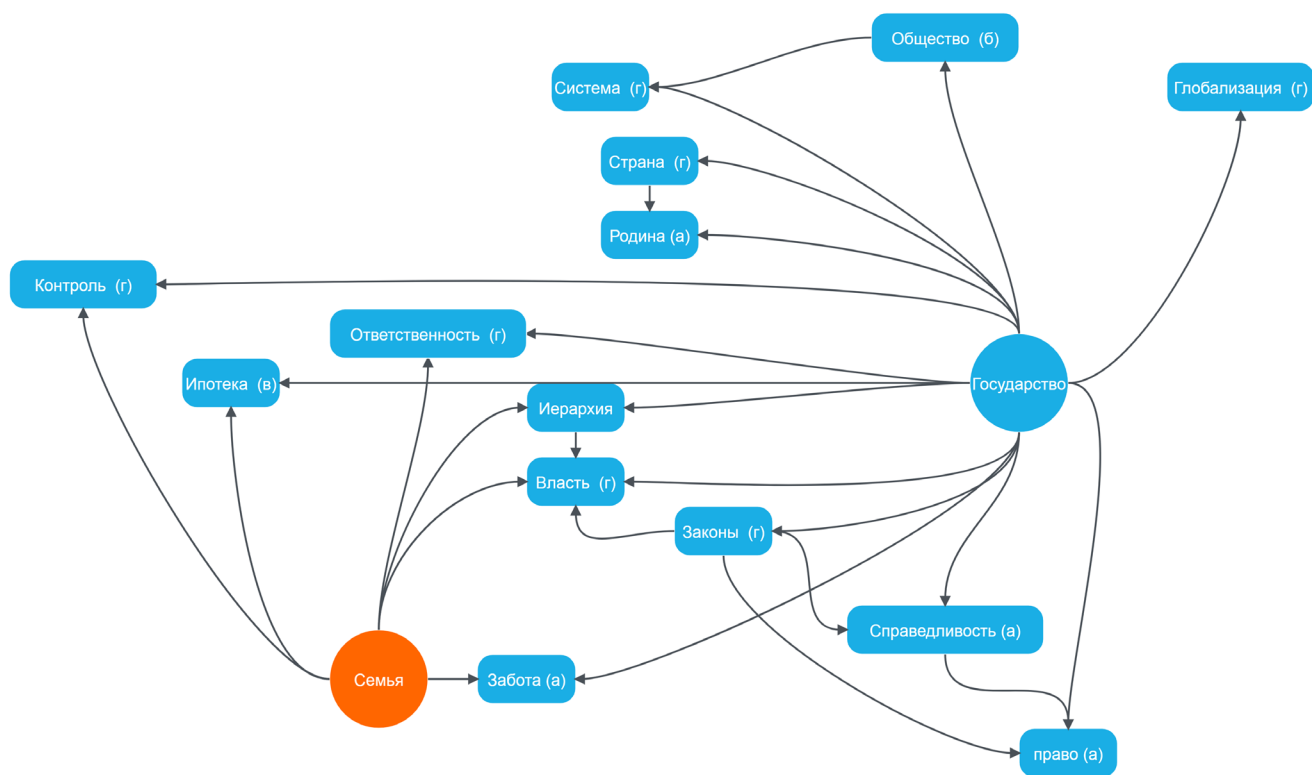 Общество (б)
Система (г)
Глобализация (г)
Страна (г)
Родина (а)
Контроль (г)
Ответственность (г)
Ипотека (в)
Государство
Иерархия
Власть (г)
Законы (г)
Справедливость (а)
Семья
Забота (а)
право (а)